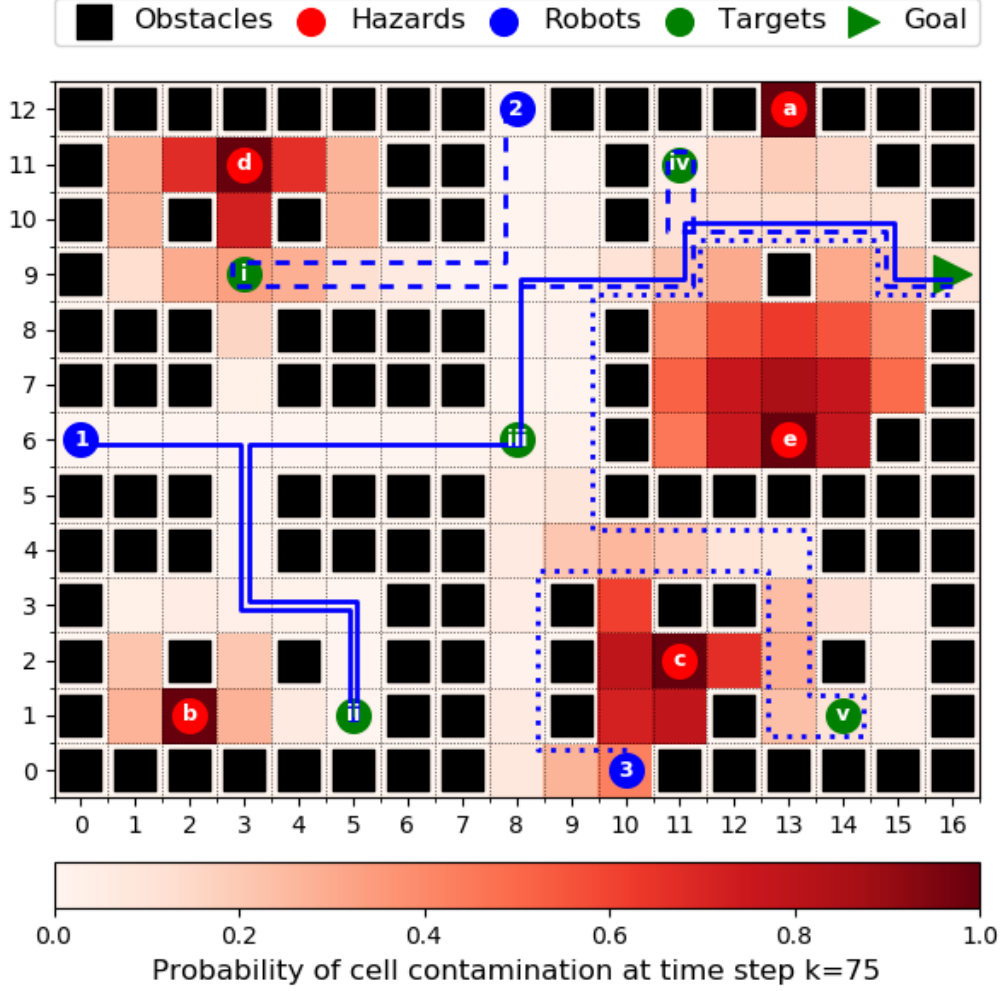 Obstacles Hazards Robots Targets Goal
12 2 a
11 d iv
10
9 i
8
7
6 1 iii e
5
4
3
2 c
1 b ii v
0 3
0 1 2 3 4 5 6 7 8 9 10 11 12 13 14 15 16
0.0 0.2 0.4 0.6 0.8 1.0
Probability of cell contamination at time step k=75